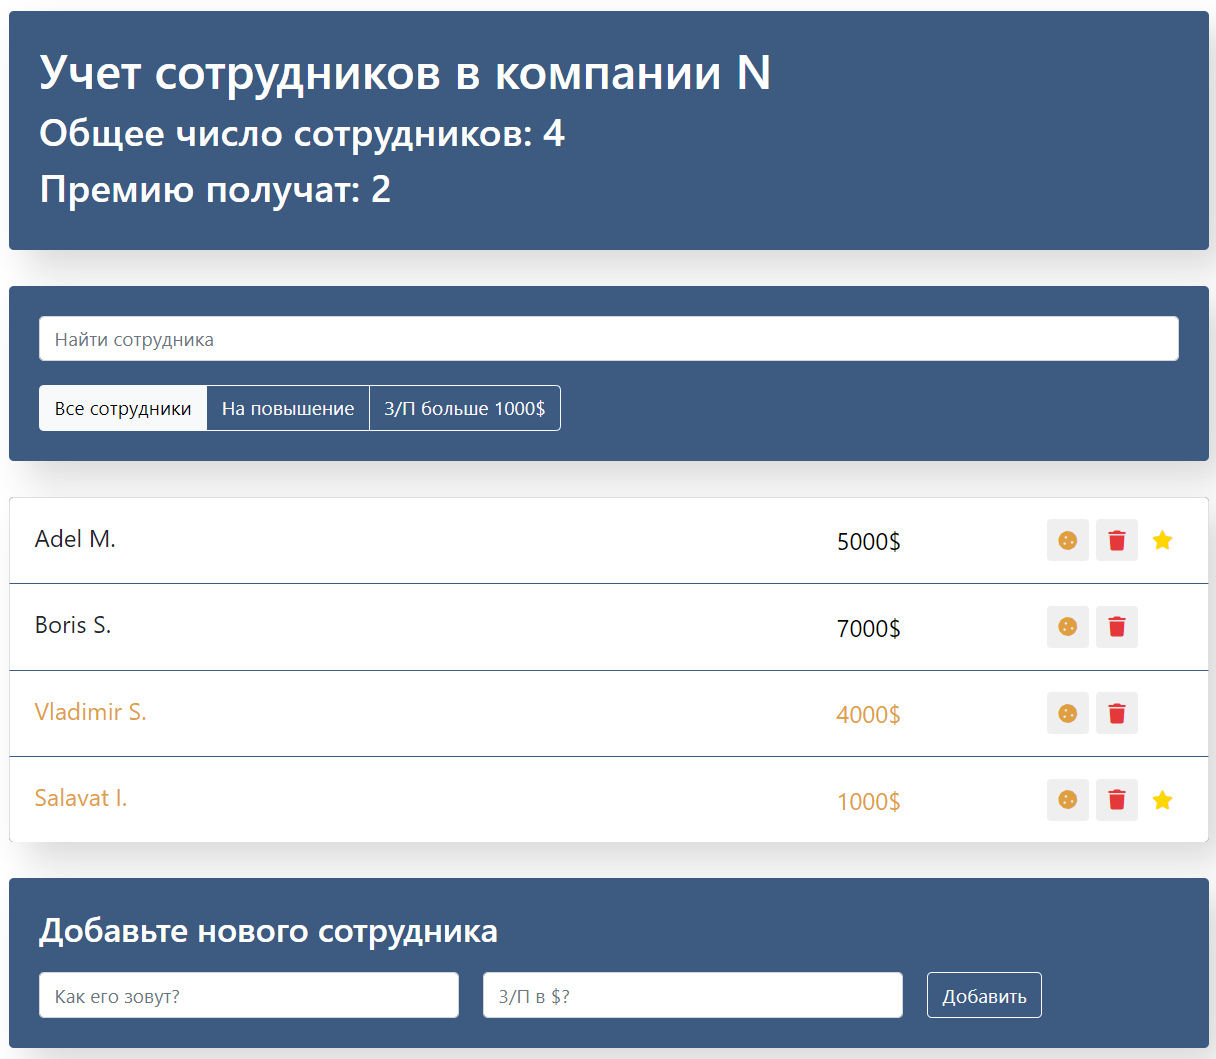 Учет сотрудников в компании N
Общее число сотрудников: 4
Премию получат: 2
Найти сотрудника
Все сотрудники На повышение З/П больше 1000$
Adel M. 5000$
Boris S. 7000$
Vladimir S. 4000$
Salavat I. 1000$
Добавьте нового сотрудника
Как его зовут? З/П в $? Добавить